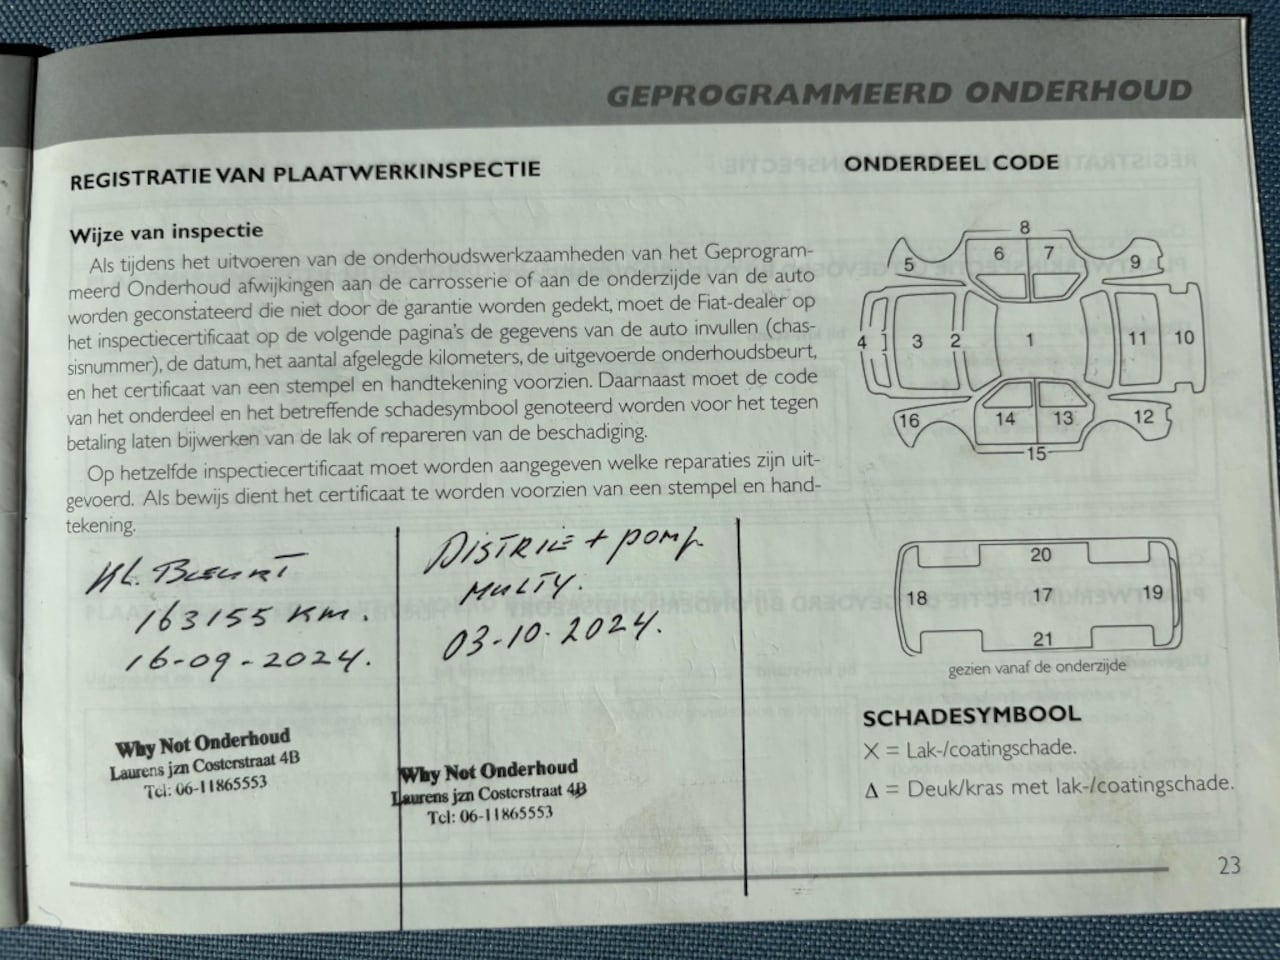 GEPROGRAMMEERD ONDERHOUD
REGISTRATIE VAN PLAATWERKINSPECTIE
Wijze van inspectie
Als tijdens het uitvoeren van de onderhoudswerkzaamheden van het Geprogram-
meerd Onderhoud afwijkingen aan de carrosserie of aan de onderzijde van de auto
worden geconstateerd die niet door de garantie worden gedekt, moet de Fiat-dealer op
het inspectiecertificaat op de volgende pagina's de gegevens van de auto invullen (chas-
sisnummer), de datum, het aantal afgelegde kilometers, de uitgevoerde onderhoudsbeurt,
en het certificaat van een stempel en handtekening voorzien. Daarnaast moet de code
van het onderdeel en het betreffende schadesymbool genoteerd worden voor het tegen
betaling laten bijwerken van de lak of repareren van de beschadiging.
Op hetzelfde inspectiecertificaat moet worden aangegeven welke reparaties zijn uit-
gevoerd. Als bewijs dient het certificaat te worden voorzien van een stempel en hand-
tekening.
KL. BEURT
163155 KM.
16-09-2024.
Why Not Onderhoud
Laurens jzn Costerstraat 4B
Tel: 06-11865553
DISTRIE + POMP
MULTY.
03-10-2024.
Why Not Onderhoud
Laurens jzn Costerstraat 4B
Tel: 06-11865553
ONDERDEEL CODE
8
5 6 7 9
4 3 2 1 11 10
16 14 13 12
15
20
18 17 19
21
gezien vanaf de onderzijde
SCHADESYMBOOL
X = Lak-/coatingschade.
Δ = Deuk/kras met lak-/coatingschade.
23